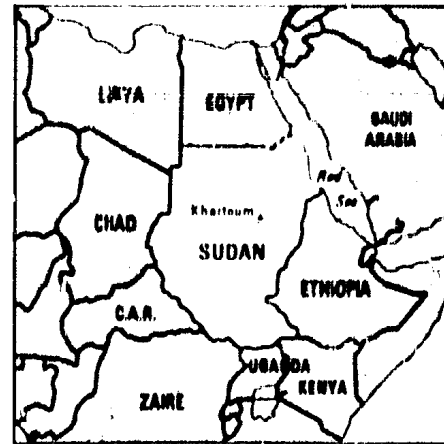 LIBYA
EGYPT
SAUDI
ARABIA
Red
Sea
Khartoum
CHAD
SUDAN
ETHIOPIA
C.A.R.
UGANDA
KENYA
ZAIRE